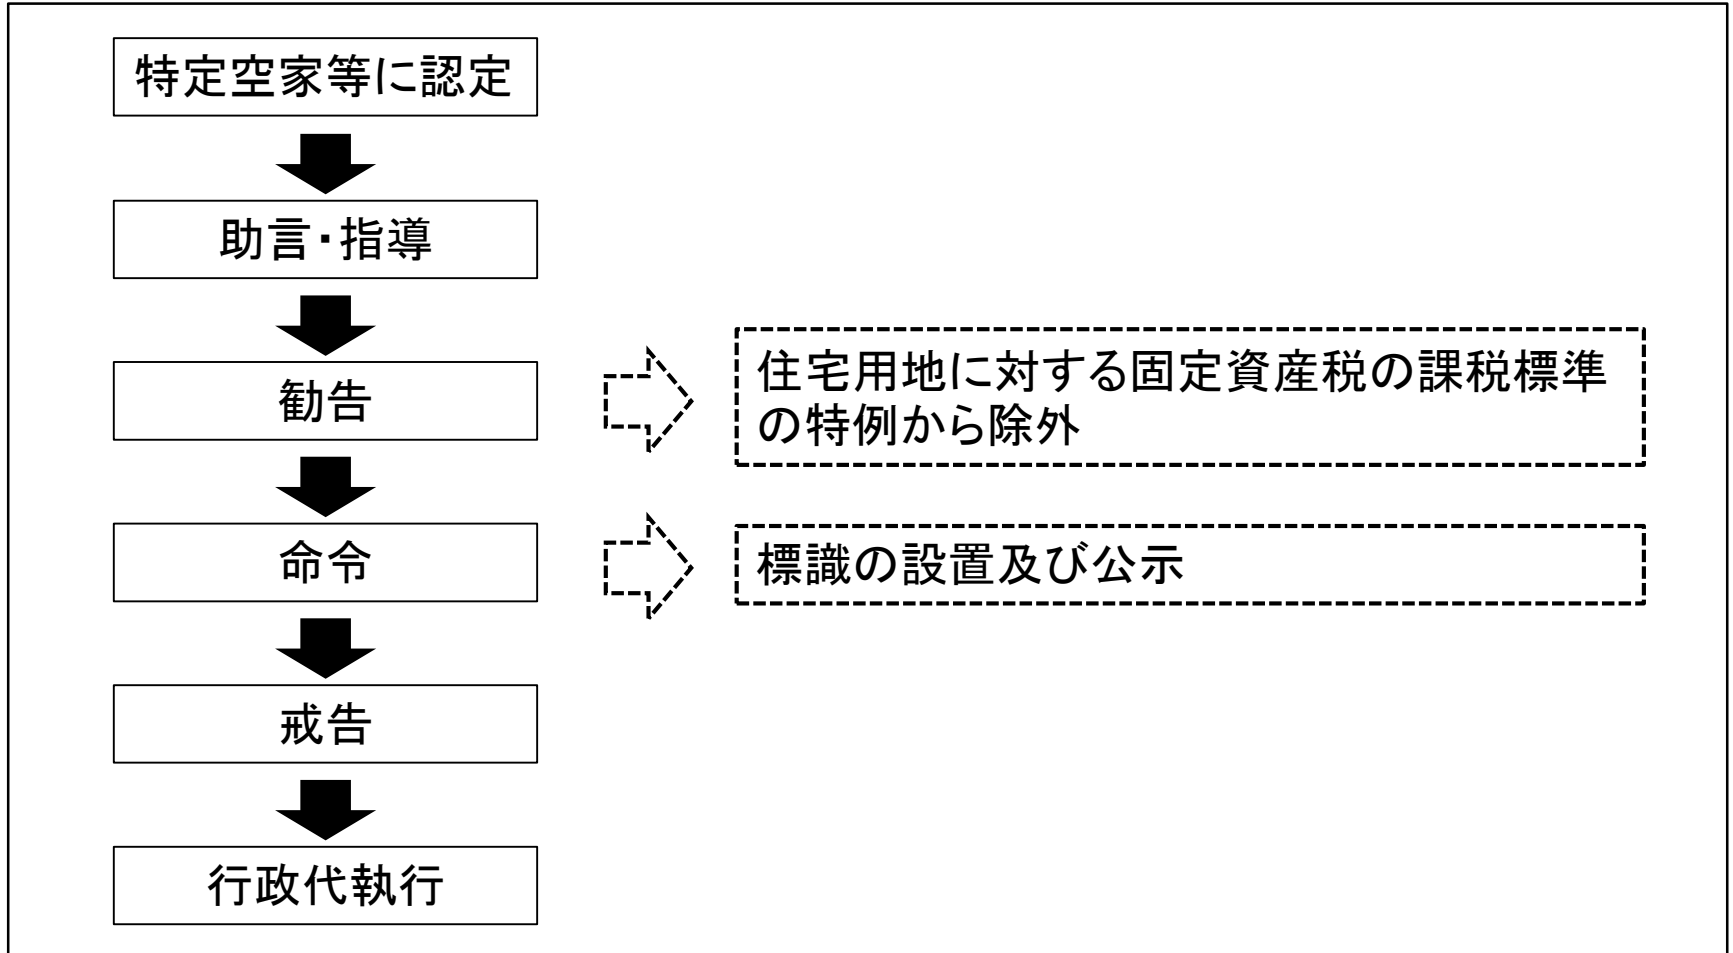 特定空家等に認定
助言・指導
勧告
住宅用地に対する固定資産税の課税標準
の特例から除外
命令
標識の設置及び公示
戒告
行政代執行